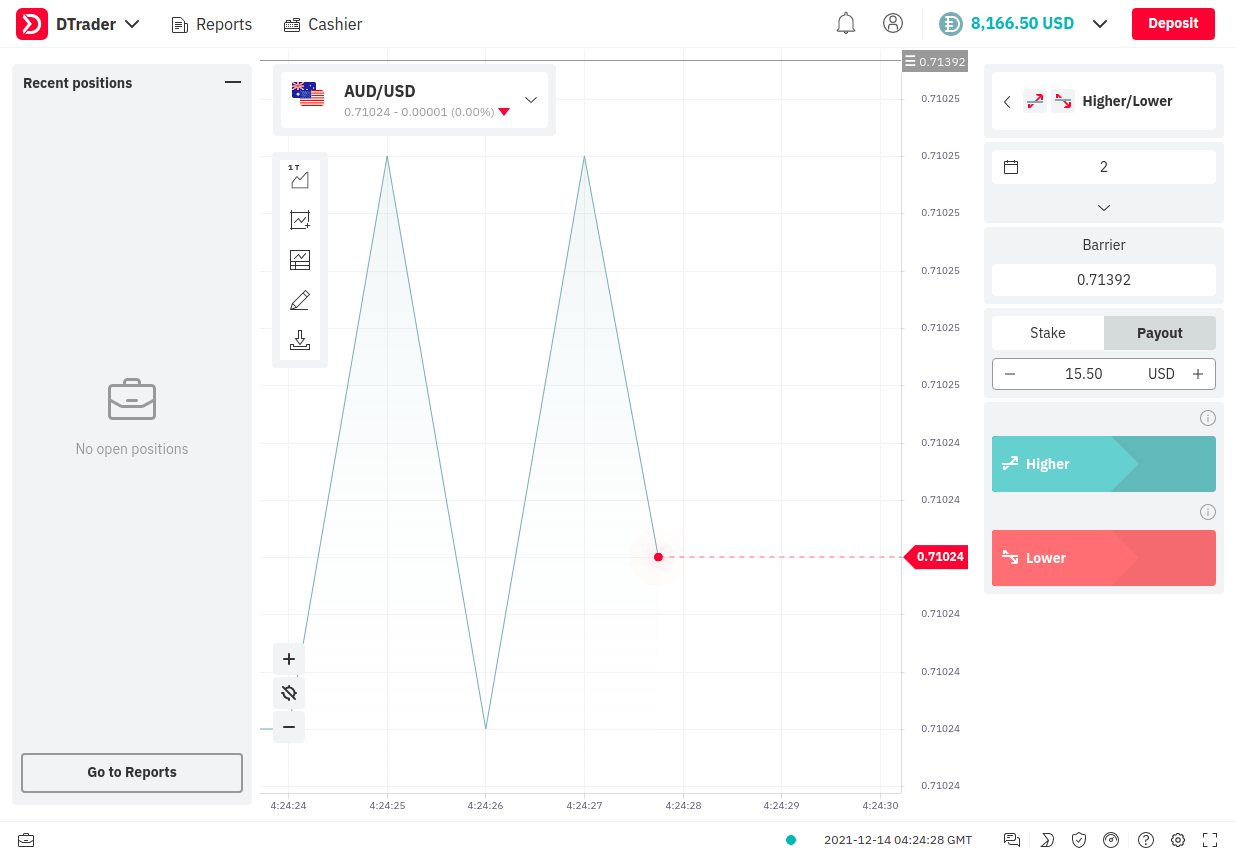 DTrader
Reports
Cashier
8,166.50 USD
Deposit
Recent positions
No open positions
Go to Reports
AUD/USD
0.71024 - 0.00001 (0.00%)
1 T
0.71392
0.71025
0.71025
0.71025
0.71025
0.71025
0.71025
0.71024
0.71024
0.71024
0.71024
0.71024
0.71024
0.71024
4:24:24
4:24:25
4:24:26
4:24:27
4:24:28
4:24:29
4:24:30
Higher/Lower
2
Barrier
0.71392
Stake
Payout
15.50 USD
Higher
Lower
2021-12-14 04:24:28 GMT